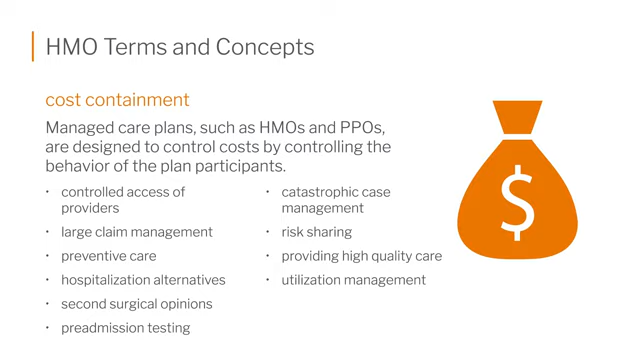 HMO Terms and Concepts
cost containment
Managed care plans, such as HMOs and PPOs,
are designed to control costs by controlling the
behavior of the plan participants.
• controlled access of
providers
• large claim management
• preventive care
• hospitalization alternatives
• second surgical opinions
• preadmission testing
• catastrophic case
management
• risk sharing
• providing high quality care
• utilization management
$